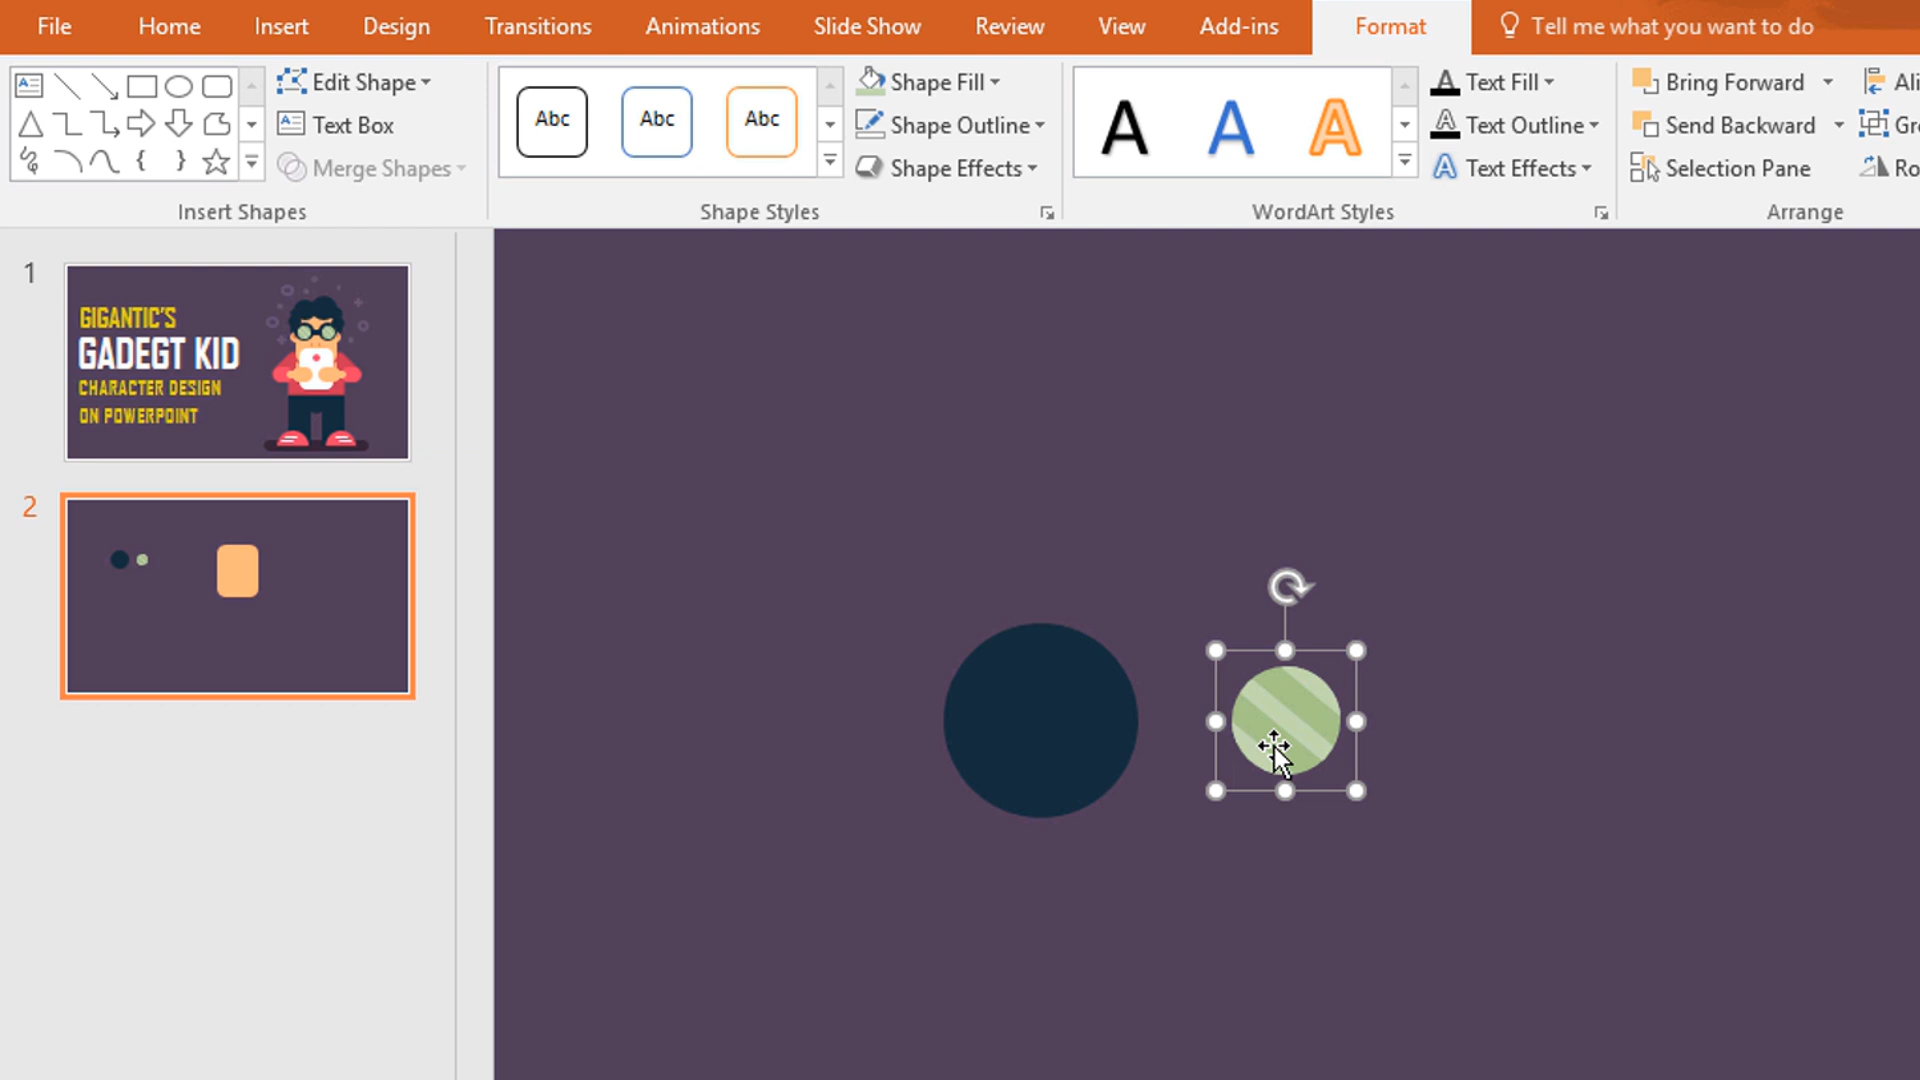 File Home Insert Design Transitions Animations Slide Show Review View Add-ins Format Tell me what you want to do
Edit Shape
Text Box
Merge Shapes
Insert Shapes
Abc Abc Abc
Shape Fill
Shape Outline
Shape Effects
Shape Styles
A A A
Text Fill
Text Outline
Text Effects
WordArt Styles
Bring Forward
Send Backward
Selection Pane
Ali
Gr
Ro
Arrange
1
GIGANTIC'S
GADEGT KID
CHARACTER DESIGN
ON POWERPOINT
2